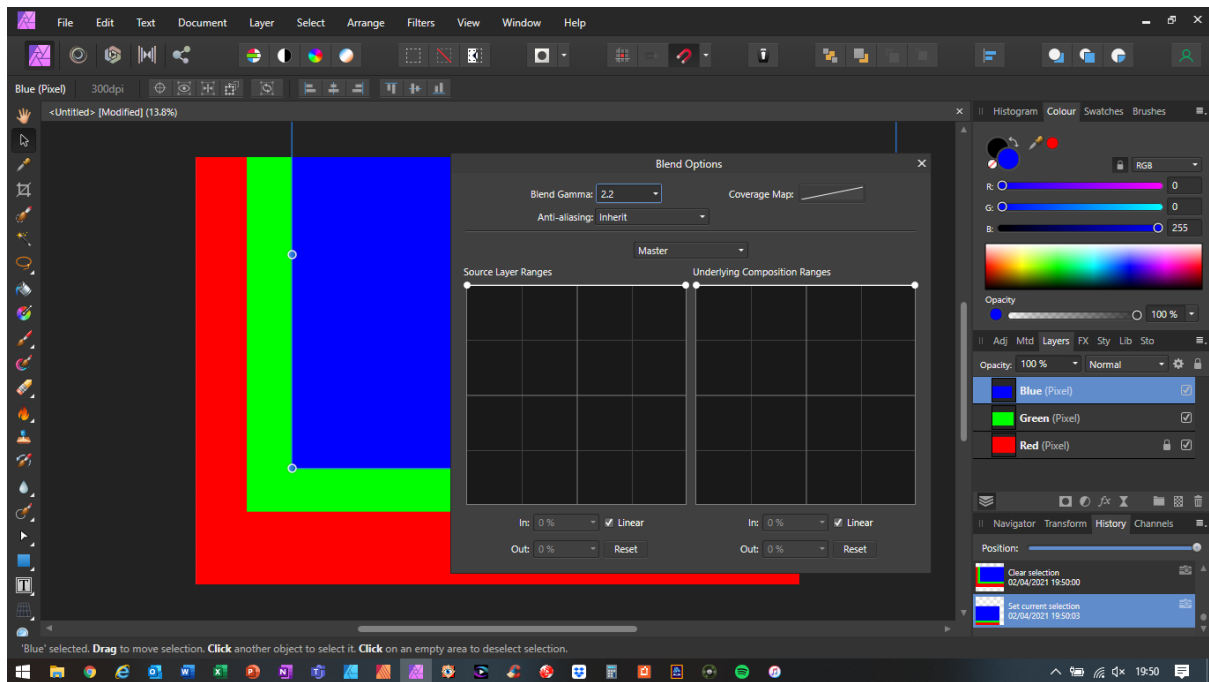 File Edit Text Document Layer Select Arrange Filters View Window Help
Blue (Pixel) 300dpi
<Untitled> [Modified] (13.8%)
Histogram Colour Swatches Brushes
RGB
R: 0
G: 0
B: 255
Opacity
100 %
Adj Mtd Layers FX Sty Lib Sto
Opacity: 100 % Normal
Blue (Pixel)
Green (Pixel)
Red (Pixel)
Navigator Transform History Channels
Position:
Clear selection
02/04/2021 19:50:00
Set current selection
02/04/2021 19:50:03
Blend Options
Blend Gamma: 2.2 Coverage Map:
Anti-aliasing: Inherit
Master
Source Layer Ranges Underlying Composition Ranges
In: 0 % Linear In: 0 % Linear
Out: 0 % Reset Out: 0 % Reset
'Blue' selected. Drag to move selection. Click another object to select it. Click on an empty area to deselect selection.
19:50